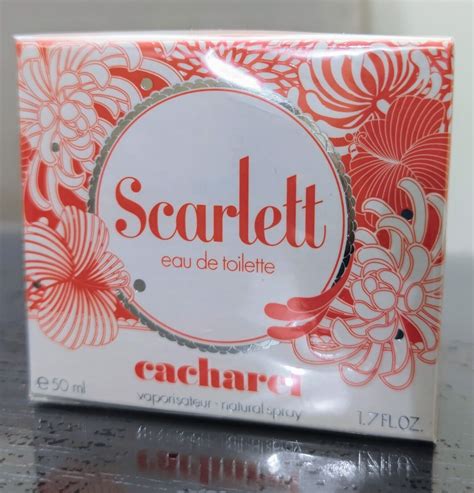 Scarlett
eau de toilette
cacharel
℮ 50 ml
vaporisateur - natural spray
1.7 FL.OZ.